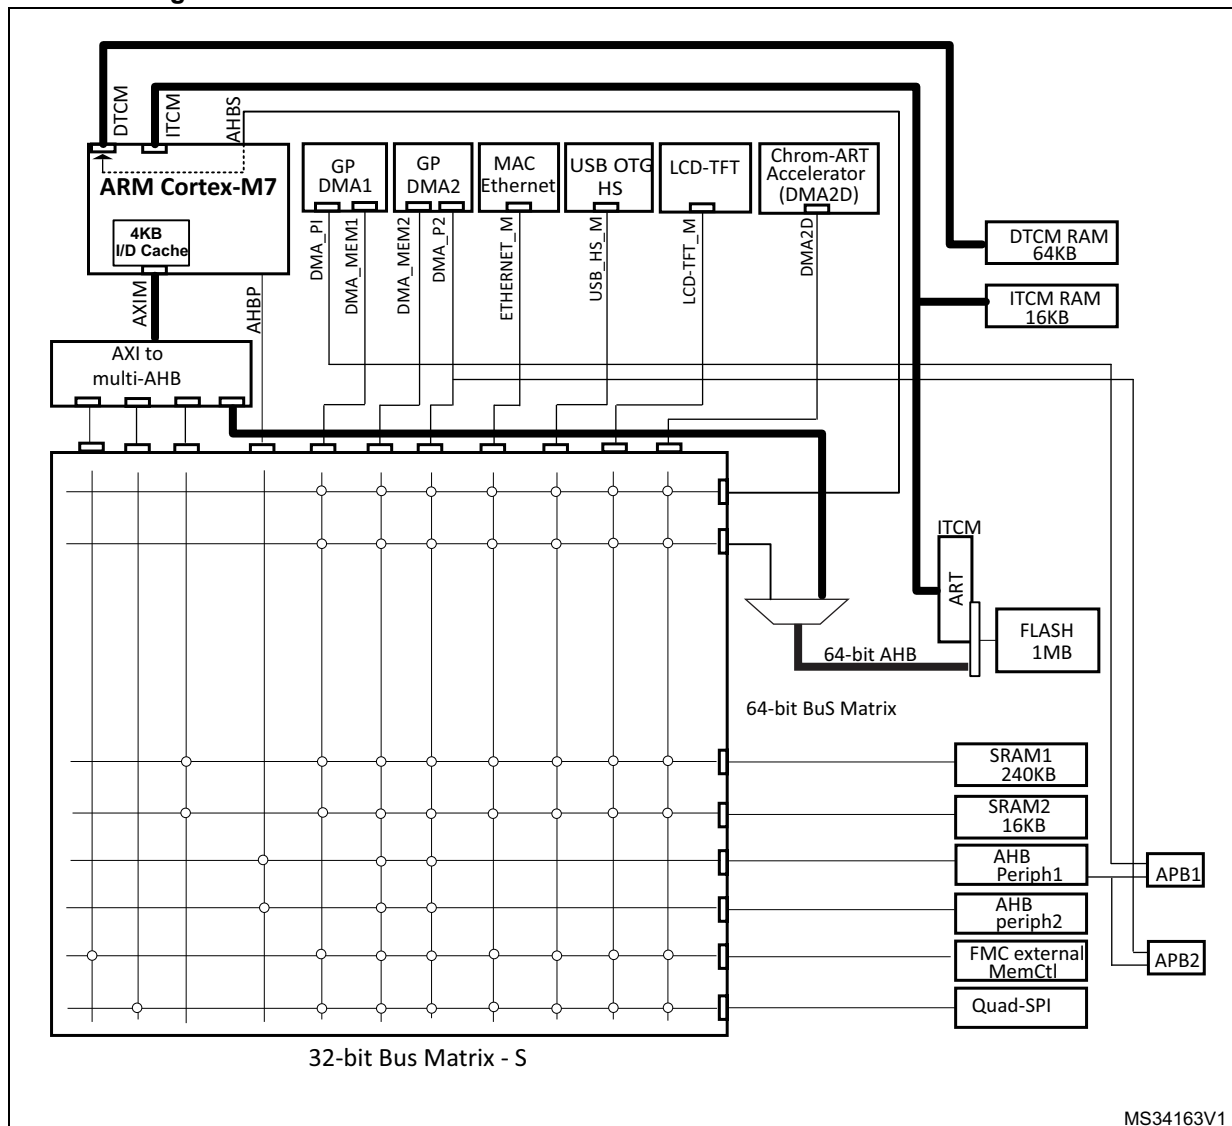 DTCM
ITCM
AHBS
ARM Cortex-M7
4KB
I/D Cache
GP
DMA1
GP
DMA2
MAC
Ethernet
USB OTG
HS
LCD-TFT
Chrom-ART
Accelerator
(DMA2D)
DTCM RAM
64KB
ITCM RAM
16KB
AXIM
AHBP
DMA_PI
DMA_MEM1
DMA_MEM2
DMA_P2
ETHERNET_M
USB_HS_M
LCD-TFT_M
DMA2D
AXI to
multi-AHB
ITCM
ART
FLASH
1MB
64-bit AHB
64-bit BuS Matrix
SRAM1
240KB
SRAM2
16KB
AHB
Periph1
APB1
AHB
periph2
FMC external
MemCtl
APB2
Quad-SPI
32-bit Bus Matrix - S
MS34163V1